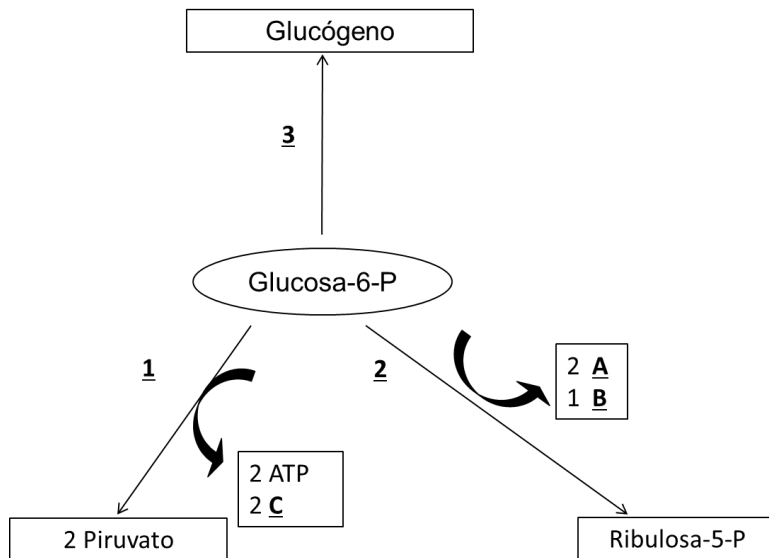 Glucógeno
3
Glucosa-6-P
1
2
2 A
1 B
2 ATP
2 C
2 Piruvato
Ribulosa-5-P